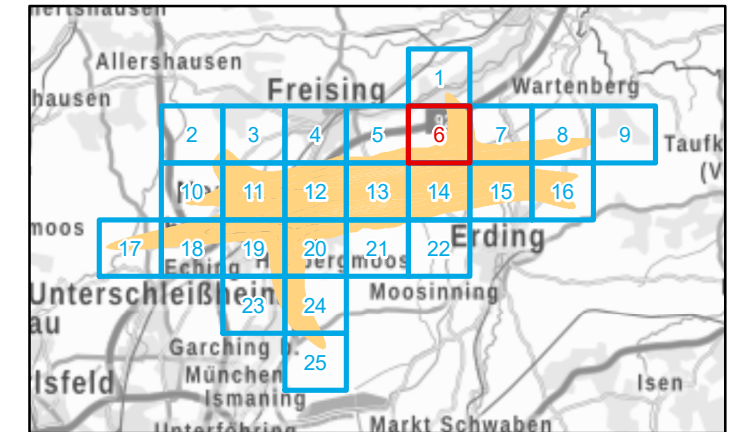 Allershausen
1
hausen
Freising
Wartenberg
2 3 4 5 6 7 8 9
Taufk
(V
10 11 12 13 14 15 16
moos
17 18 19 20 21 22
Erding
Eching
ergmoos
Unterschleißheim
Moosinning
au
23 24
Garching b.
München
25
lsfeld
Isen
Ismaning
Markt Schwaben
Unterföhring